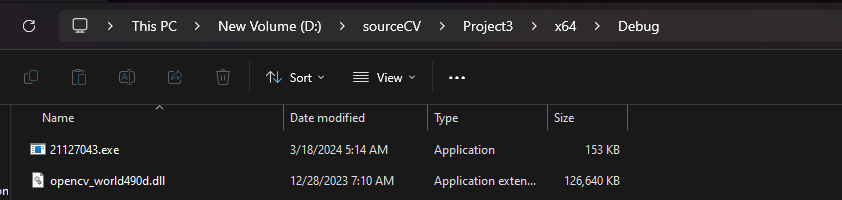 This PC > New Volume (D:) > sourceCV > Project3 > x64 > Debug
Sort View
Name Date modified Type Size
21127043.exe 3/18/2024 5:14 AM Application 153 KB
opencv_world490d.dll 12/28/2023 7:10 AM Application exten... 126,640 KB
on